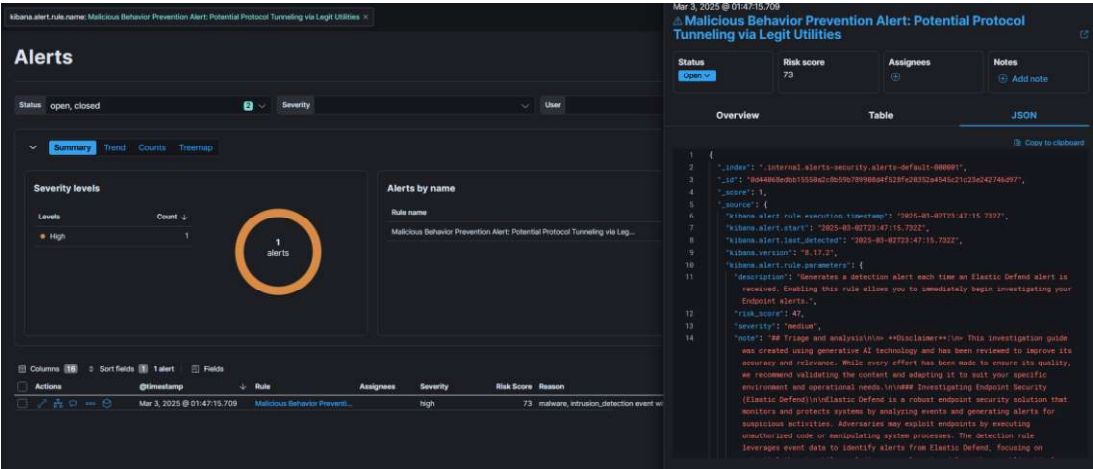 kibana.alert.rule.name: Malicious Behavior Prevention Alert: Potential Protocol Tunneling via Legit Utilities ×
Alerts
Status open, closed 2 Severity User
Summary Trend Counts Treemap
Severity levels
Levels Count ↓
High 1
1
alerts
Alerts by name
Rule name
Malicious Behavior Prevention Alert: Potential Protocol Tunneling via Leg...
Columns 16 Sort fields 1 1 alert Fields
Actions @timestamp ↓ Rule Assignees Severity Risk Score Reason
Mar 3, 2025 @ 01:47:15.709 Malicious Behavior Preventi... high 73 malware, intrusion_detection event wi
Mar 3, 2025 @ 01:47:15.709
Malicious Behavior Prevention Alert: Potential Protocol
Tunneling via Legit Utilities
Status Risk score Assignees Notes
Open 73 Add note
Overview Table JSON
Copy to clipboard
1 {
2 "_index": ".internal.alerts-security.alerts-default-000001",
3 "_id":
4 "_score": 1,
5 "_source": {
6 "kibana.alert.rule.execution.timestamp": "2025-03-02T23:47:15.732Z",
7 "kibana.alert.start": "2025-03-02T23:47:15.732Z",
8 "kibana.alert.last_detected": "2025-03-02T23:47:15.732Z",
9 "kibana.version": "8.17.2",
10 "kibana.alert.rule.parameters": {
11 "description": "Generates a detection alert each time an Elastic Defend alert is
received. Enabling this rule allows you to immediately begin investigating your
Endpoint alerts.",
12 "risk_score": 47,
13 "severity": "medium",
14 "note": "## Triage and analysis\n\n> **Disclaimer**:\n> This investigation guide
was created using generative AI technology and has been reviewed to improve its
accuracy and relevance. While every effort has been made to ensure its quality,
we recommend validating the content and adapting it to suit your specific
environment and operational needs.\n\n### Investigating Endpoint Security
(Elastic Defend)\n\nElastic Defend is a robust endpoint security solution that
monitors and protects systems by analyzing events and generating alerts for
suspicious activities. Adversaries may exploit endpoints by executing
unauthorized code or manipulating system processes. The detection rule
leverages event data to identify alerts from Elastic Defend, focusing on